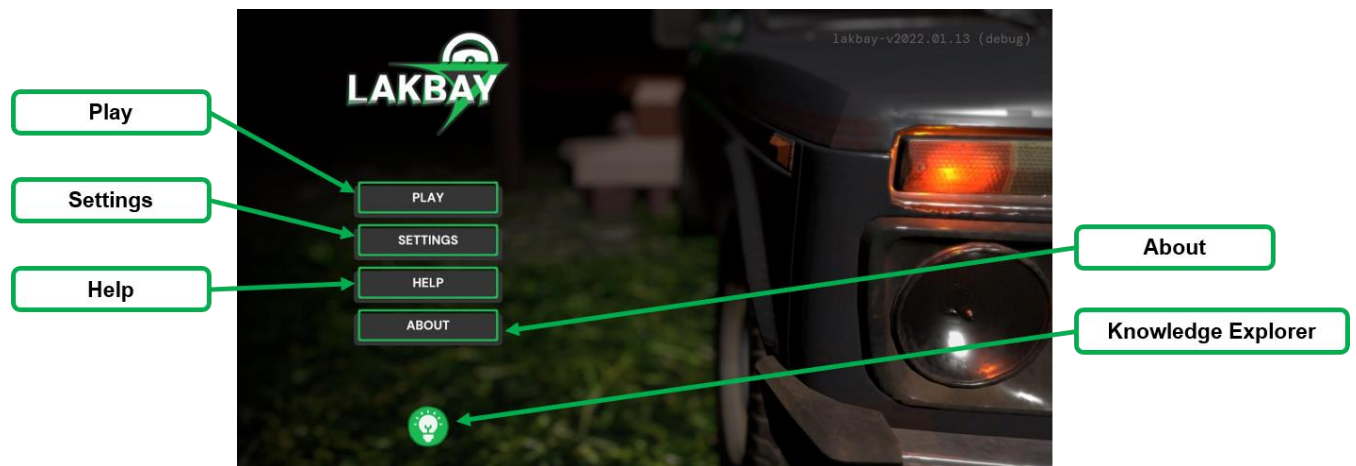 lakbay-v2022.01.13 (debug)
LAKBAY
Play
PLAY
Settings
SETTINGS
About
Help
HELP
ABOUT
Knowledge Explorer